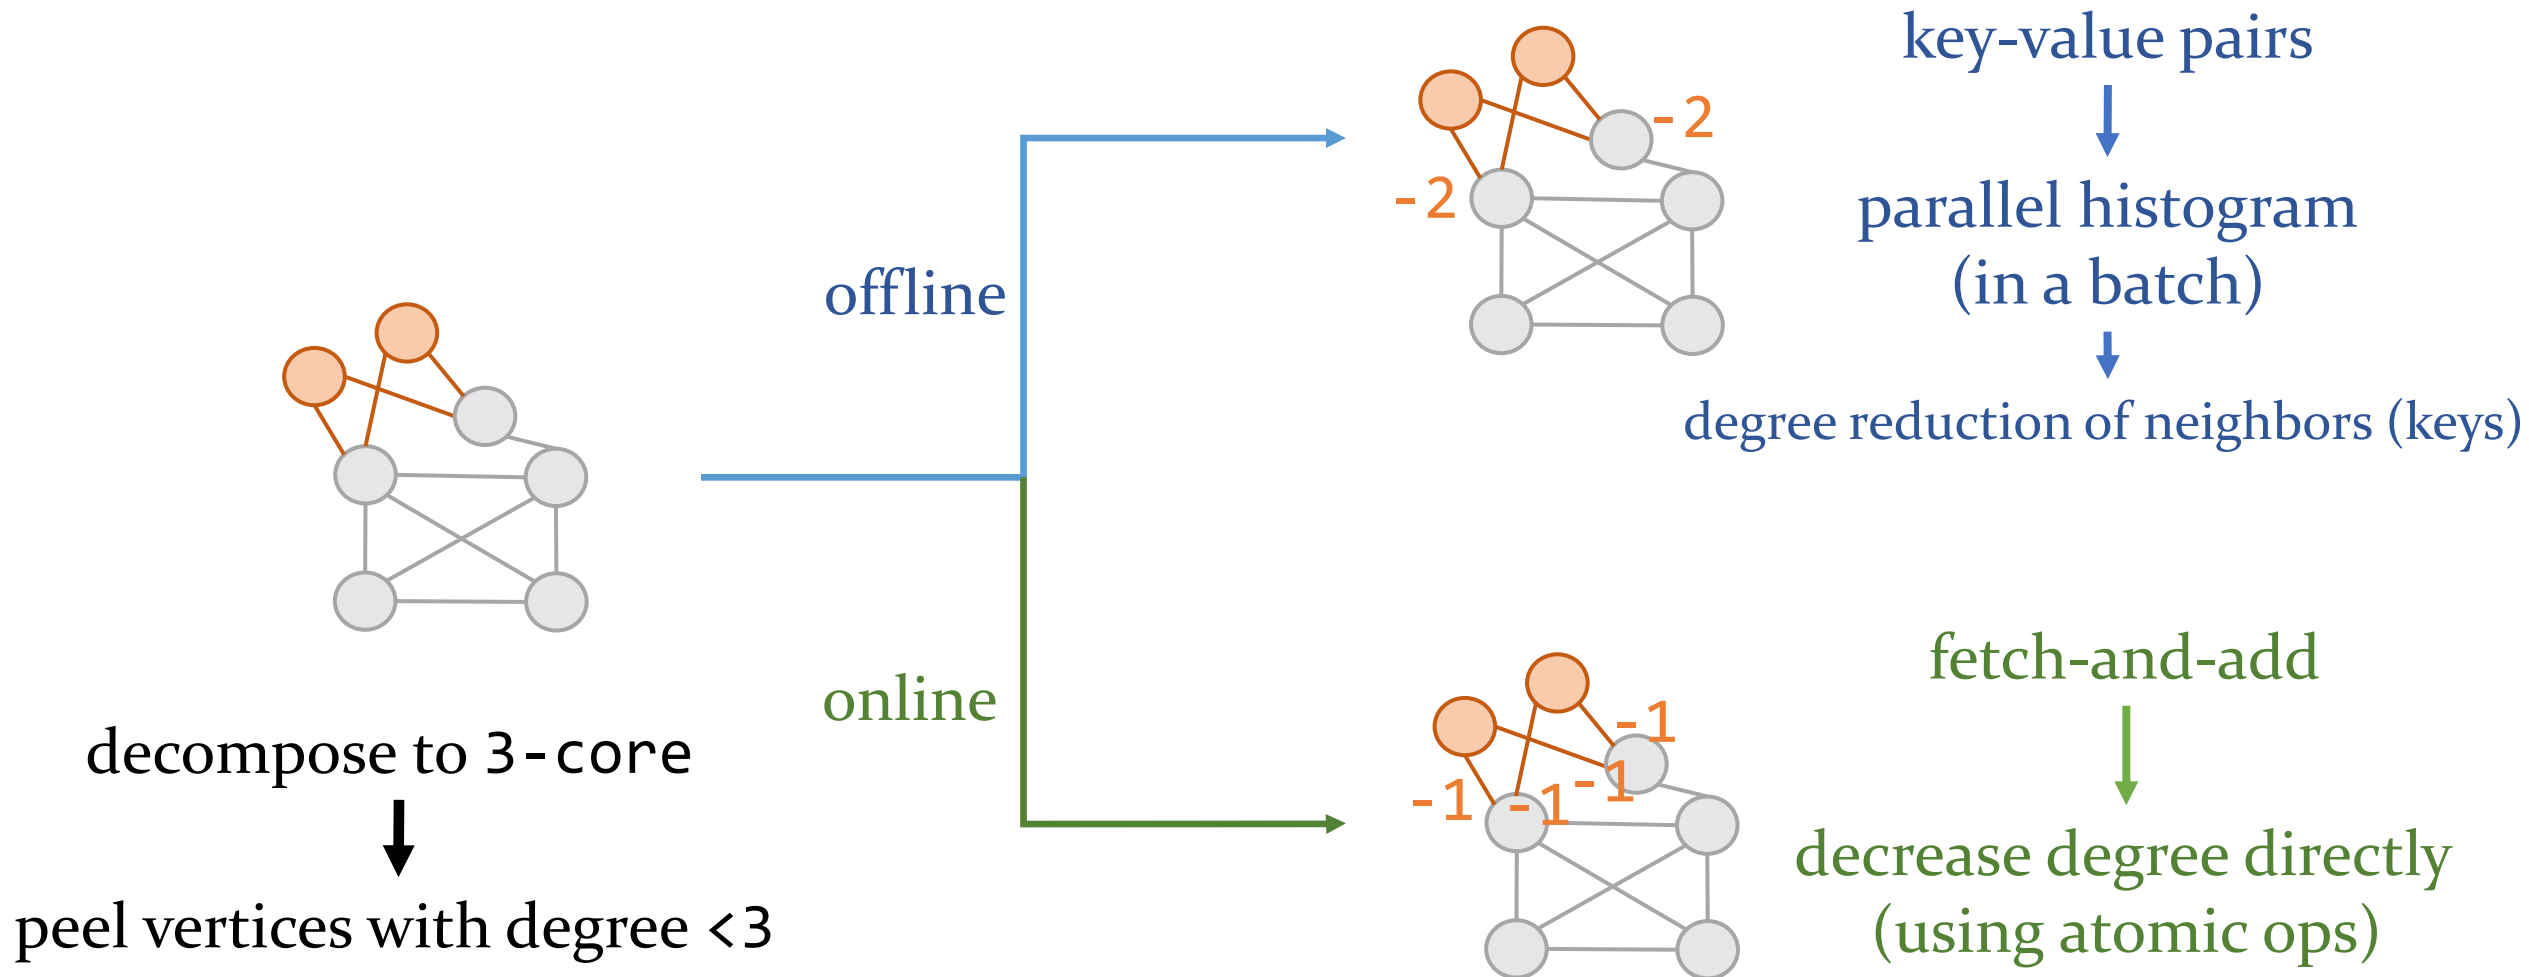 decompose to 3-core
peel vertices with degree <3
offline
online
-2
-2
key-value pairs
parallel histogram
(in a batch)
degree reduction of neighbors (keys)
-1
-1
-1
-1
fetch-and-add
decrease degree directly
(using atomic ops)